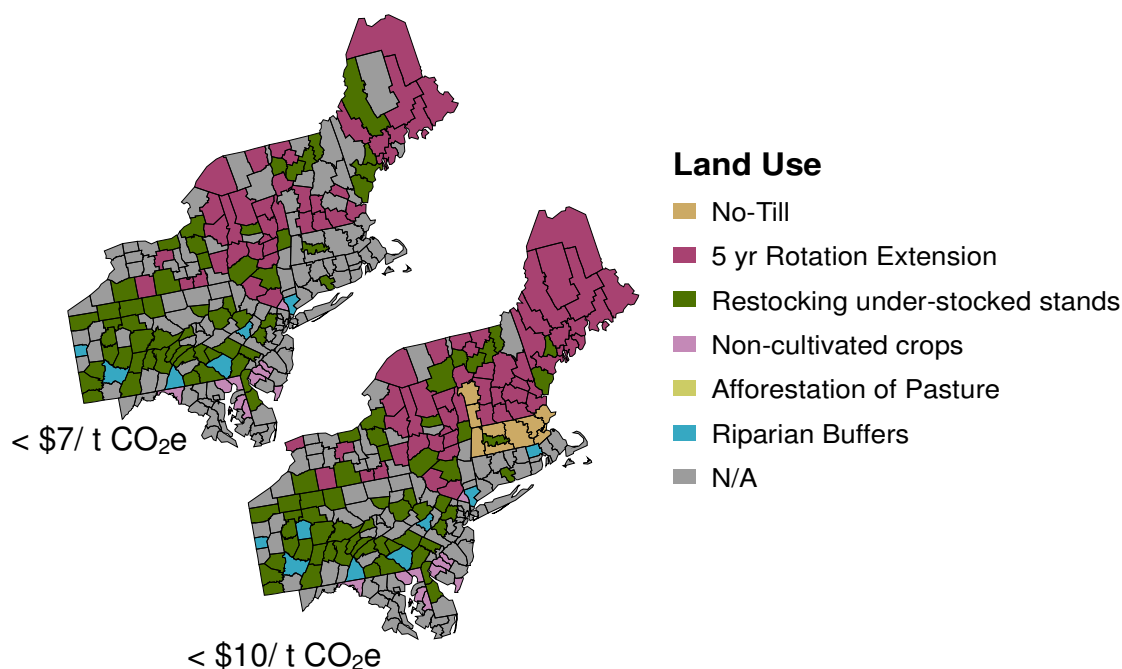 Land Use
No-Till
5 yr Rotation Extension
Restocking under-stocked stands
Non-cultivated crops
Afforestation of Pasture
Riparian Buffers
N/A
< $7/ t CO₂e
< $10/ t CO₂e